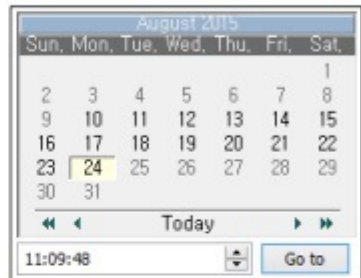 August 2015
Sun, Mon, Tue, Wed, Thu, Fri, Sat,
1
2 3 4 5 6 7 8
9 10 11 12 13 14 15
16 17 18 19 20 21 22
23 24 25 26 27 28 29
30 31
Today
11:09:48 Go to